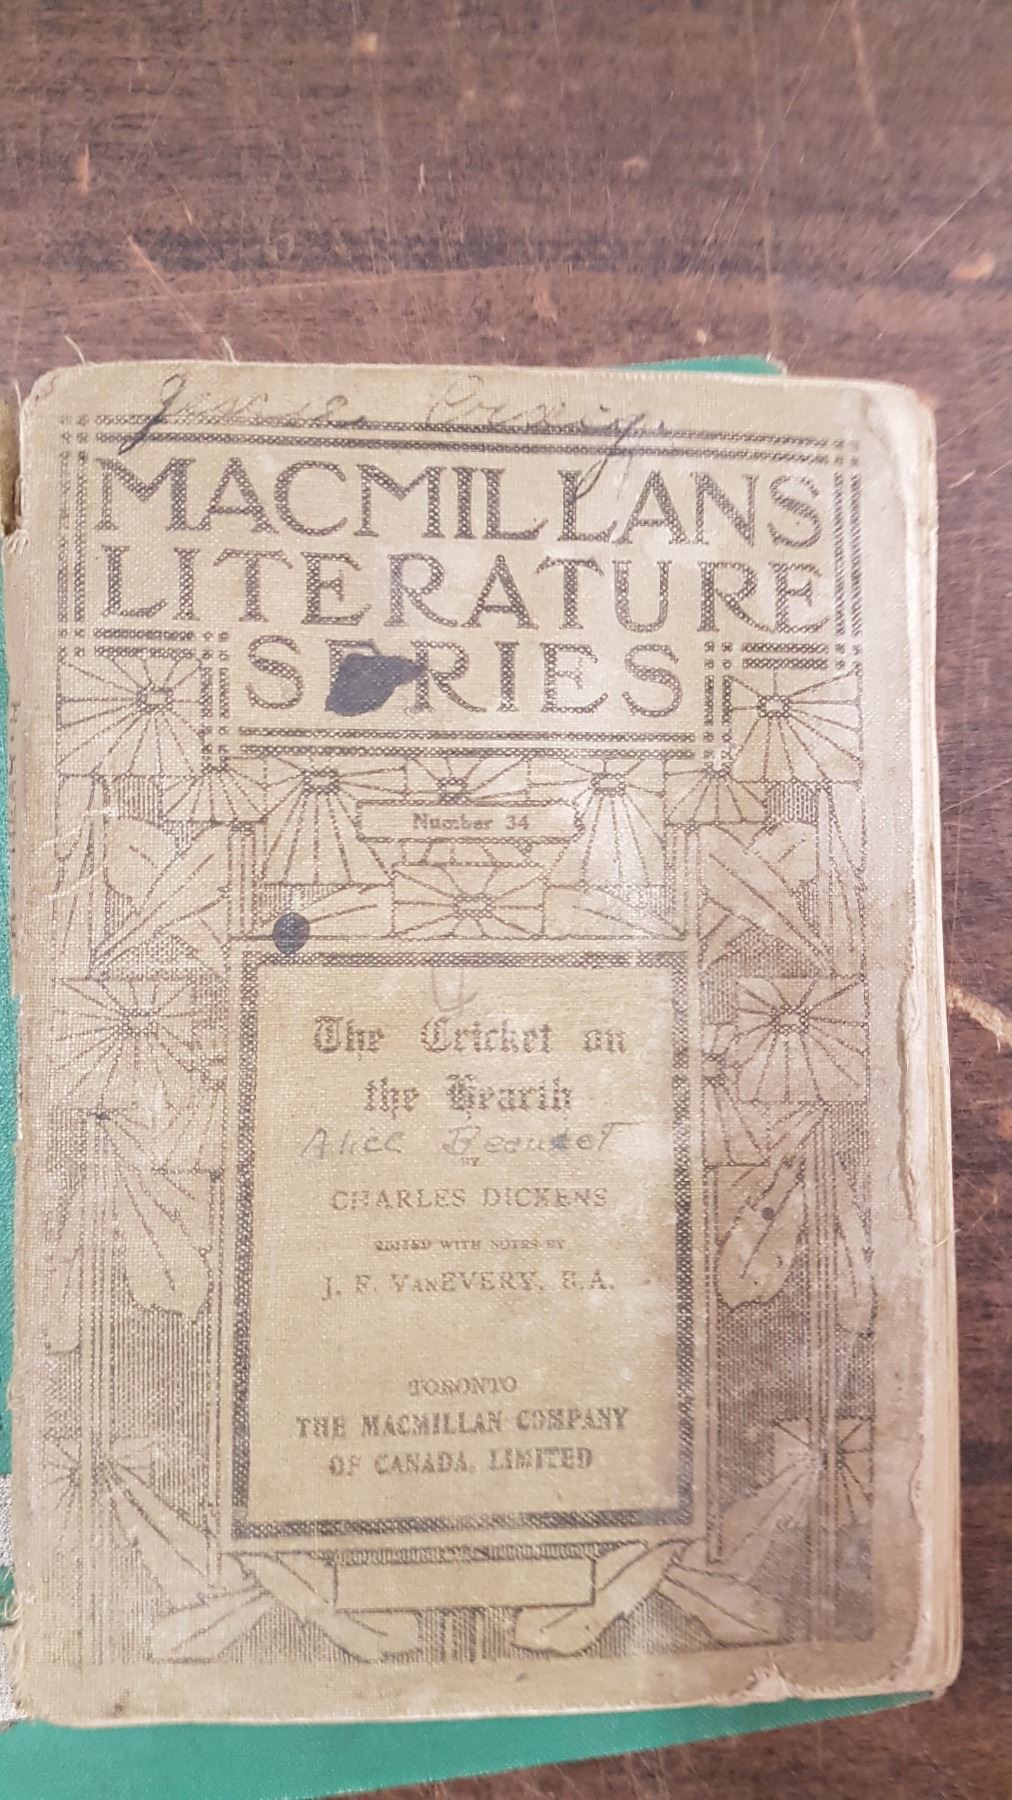 MACMILLANS
LITERATURE
SERIES
Number 34
The Cricket on
the Hearth
Alice Beaudet
BY
CHARLES DICKENS
EDITED WITH NOTES BY
J. F. VANEVERY, B.A.
TORONTO
THE MACMILLAN COMPANY
OF CANADA, LIMITED